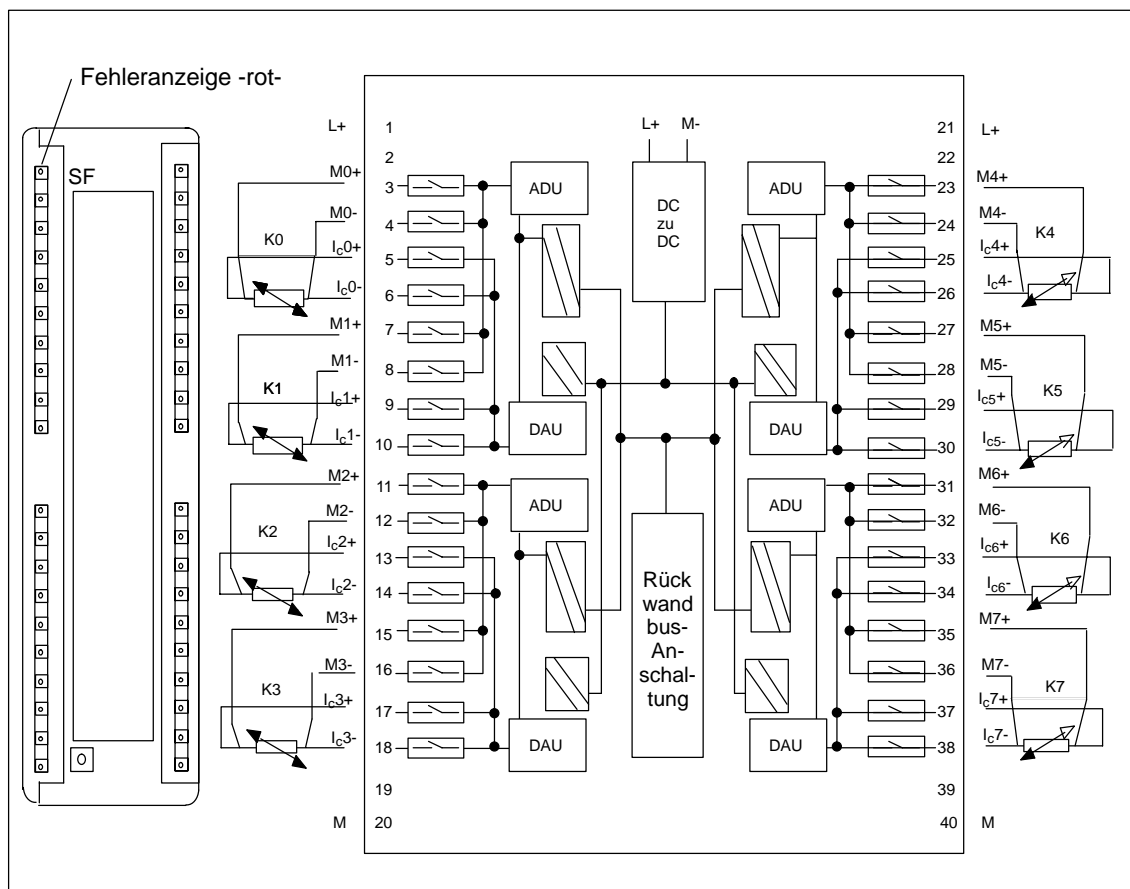 Fehleranzeige -rot-
SF
L+ 1
2
M0+ 3
M0- 4
K0
Ic0+ 5
Ic0- 6
M1+ 7
M1- 8
K1
Ic1+ 9
Ic1- 10
M2+ 11
M2- 12
K2
Ic2+ 13
Ic2- 14
M3+ 15
M3- 16
K3
Ic3+ 17
Ic3- 18
19
M 20
ADU
DAU
ADU
DAU
L+ M-
DC
zu
DC
Rück
wand
bus-
An-
schal-
tung
ADU
DAU
ADU
DAU
21 L+
22
23 M4+
24 M4-
K4
25 Ic4+
26 Ic4-
27 M5+
28 M5-
K5
29 Ic5+
30 Ic5-
31 M6+
32 M6-
K6
33 Ic6+
34 Ic6-
35 M7+
36 M7-
K7
37 Ic7+
38 Ic7-
39
40 M